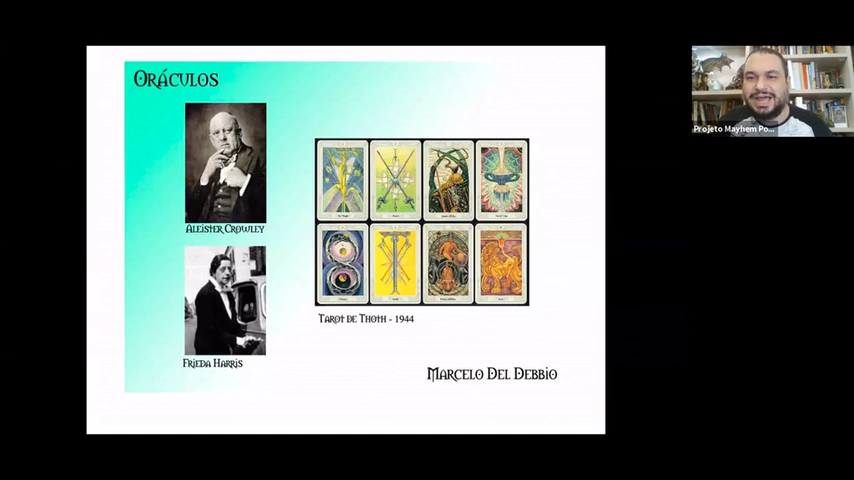 Oráculos
Aleister Crowley
Frieda Harris
Tarot de Thoth - 1944
Marcelo Del Debbio
Projeto Mayhem Po...